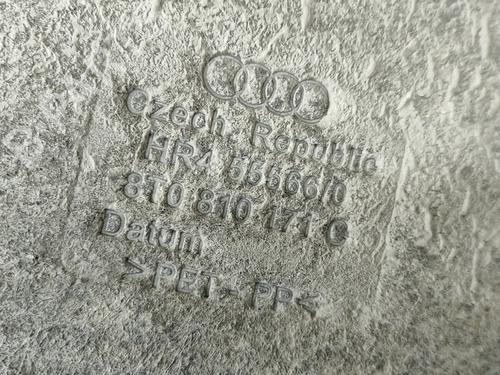 Czech. Republic
HR4 55566/0
8T0 810 171 C
Datum
>PET-PP<